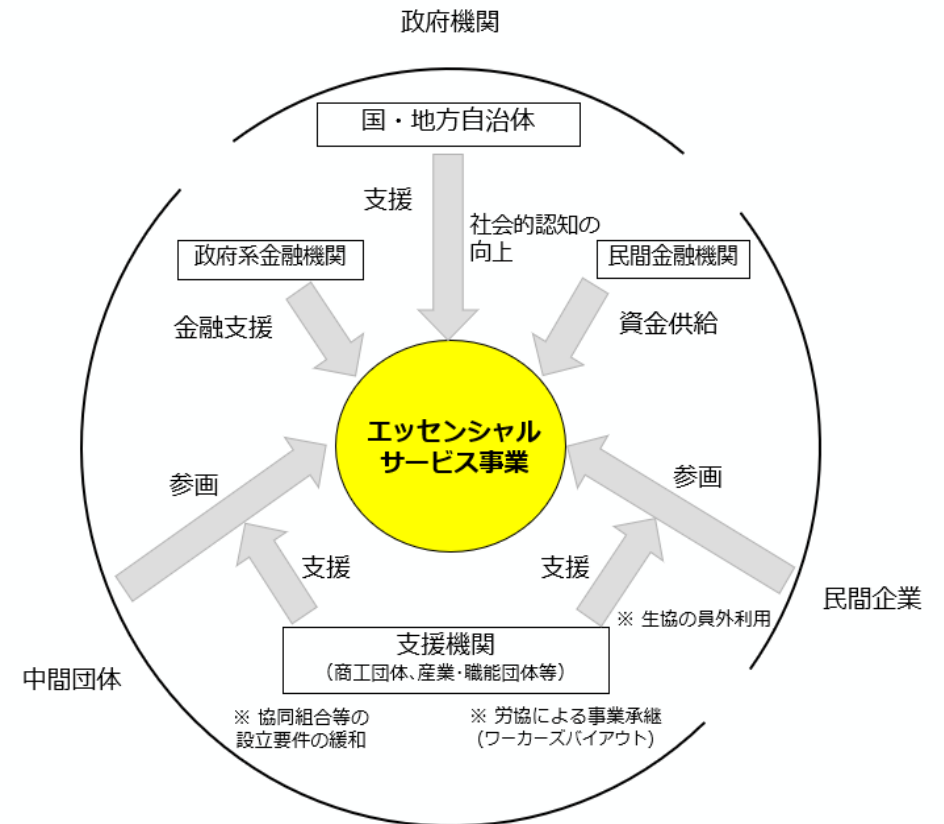 政府機関
国・地方自治体
支援
社会的認知の
向上
政府系金融機関
民間金融機関
金融支援
資金供給
エッセンシャル
サービス事業
参画
参画
支援
支援
民間企業
※ 生協の員外利用
支援機関
（商工団体、産業・職能団体等）
中間団体
※ 協同組合等の
設立要件の緩和
※ 労協による事業承継
(ワーカーズバイアウト)